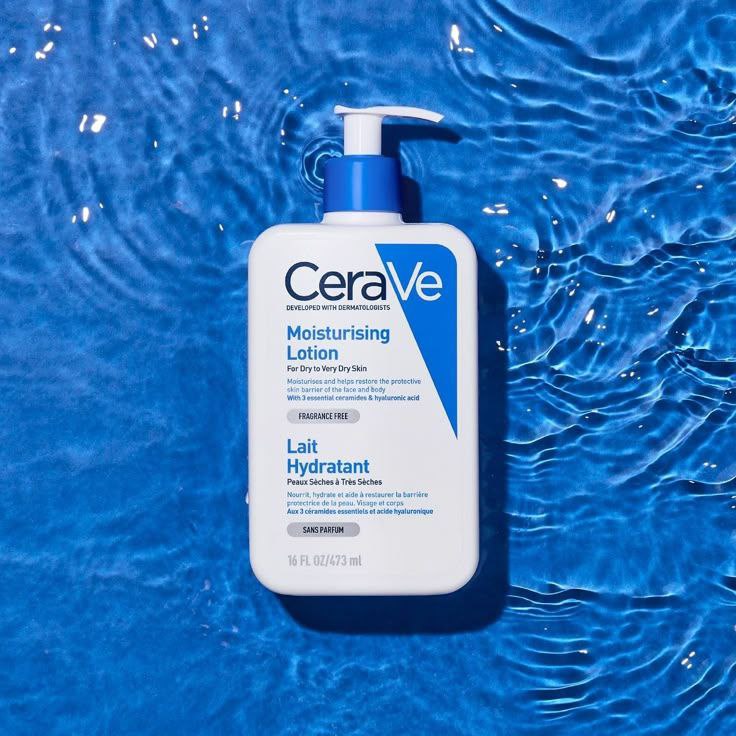 CeraVe
DEVELOPED WITH DERMATOLOGISTS
Moisturising
Lotion
For Dry to Very Dry Skin
Moisturises and helps restore the protective
skin barrier of the face and body
With 3 essential ceramides & hyaluronic acid
FRAGRANCE FREE
Lait
Hydratant
Peaux Sèches à Très Sèches
Nourrit, hydrate et aide à restaurer la barrière
protectrice de la peau. Visage et corps
Aux 3 céramides essentiels et acide hyaluronique
SANS PARFUM
16 FL OZ/473 ml